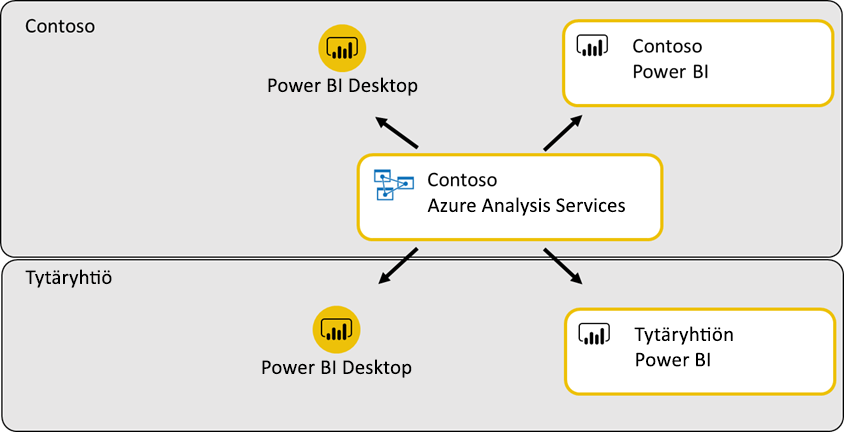 Contoso
Power BI Desktop
Contoso
Power BI
Contoso
Azure Analysis Services
Tytäryhtiö
Power BI Desktop
Tytäryhtiön
Power BI